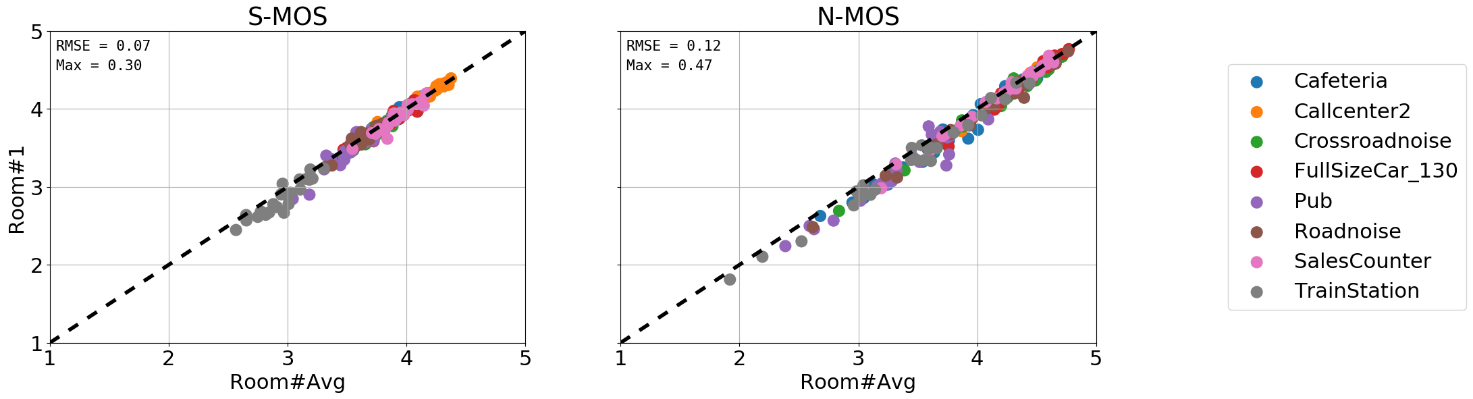 S-MOS
RMSE = 0.07
Max = 0.30
5
4
3
2
1
Room#1
1 2 3 4 5
Room#Avg
N-MOS
RMSE = 0.12
Max = 0.47
1 2 3 4 5
Room#Avg
Cafeteria
Callcenter2
Crossroadnoise
FullSizeCar_130
Pub
Roadnoise
SalesCounter
TrainStation